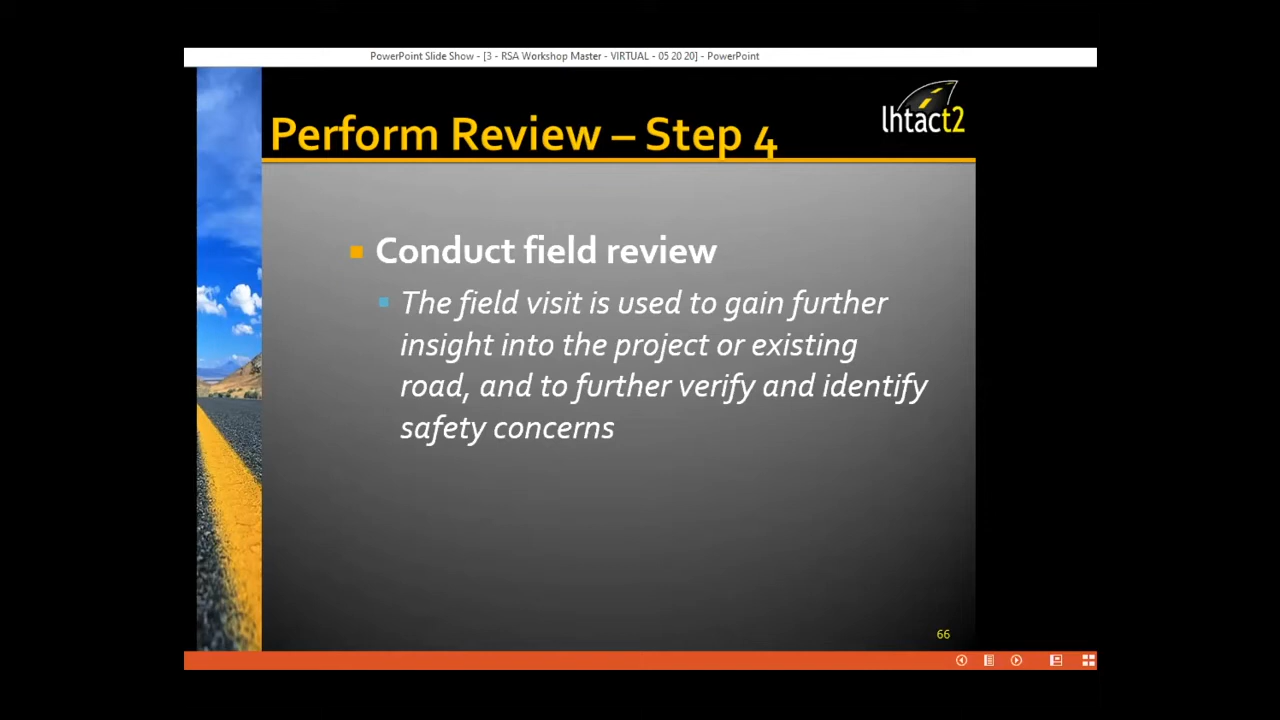 PowerPoint Slide Show - [3 - RSA Workshop Master - VIRTUAL - 05 20 20] - PowerPoint
lhtact2
Perform Review – Step 4
Conduct field review
The field visit is used to gain further
insight into the project or existing
road, and to further verify and identify
safety concerns
66